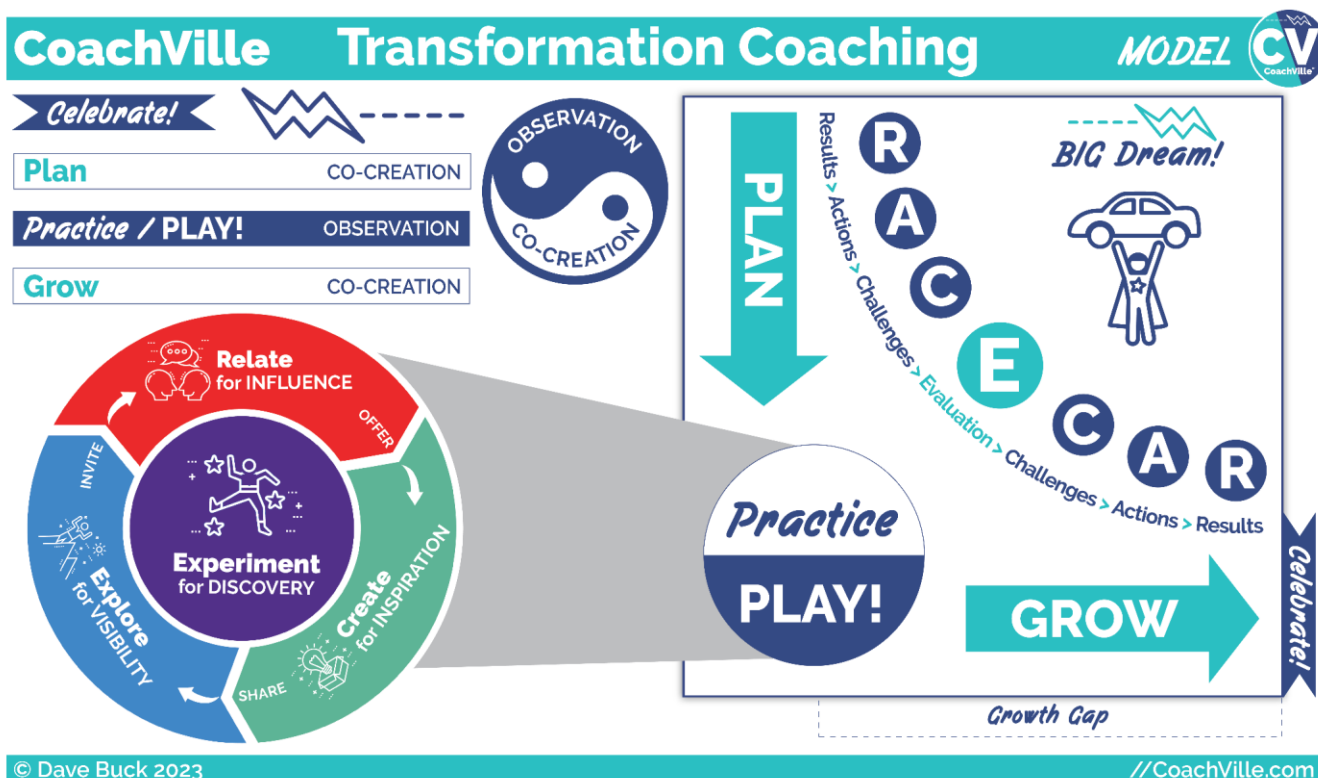 CoachVille Transformation Coaching MODEL
CV
CoachVille®
Celebrate!
Plan CO-CREATION
Practice / PLAY! OBSERVATION
Grow CO-CREATION
OBSERVATION
CO-CREATION
Relate
for INFLUENCE
OFFER
Create
for INSPIRATION
SHARE
Explore
for VISIBILITY
INVITE
Experiment
for DISCOVERY
PLAN
Results > Actions > Challenges > Evaluation > Challenges > Actions > Results
R
A
C
E
C
A
R
BIG Dream!
Practice
PLAY!
GROW
Celebrate!
Growth Gap
© Dave Buck 2023
//CoachVille.com